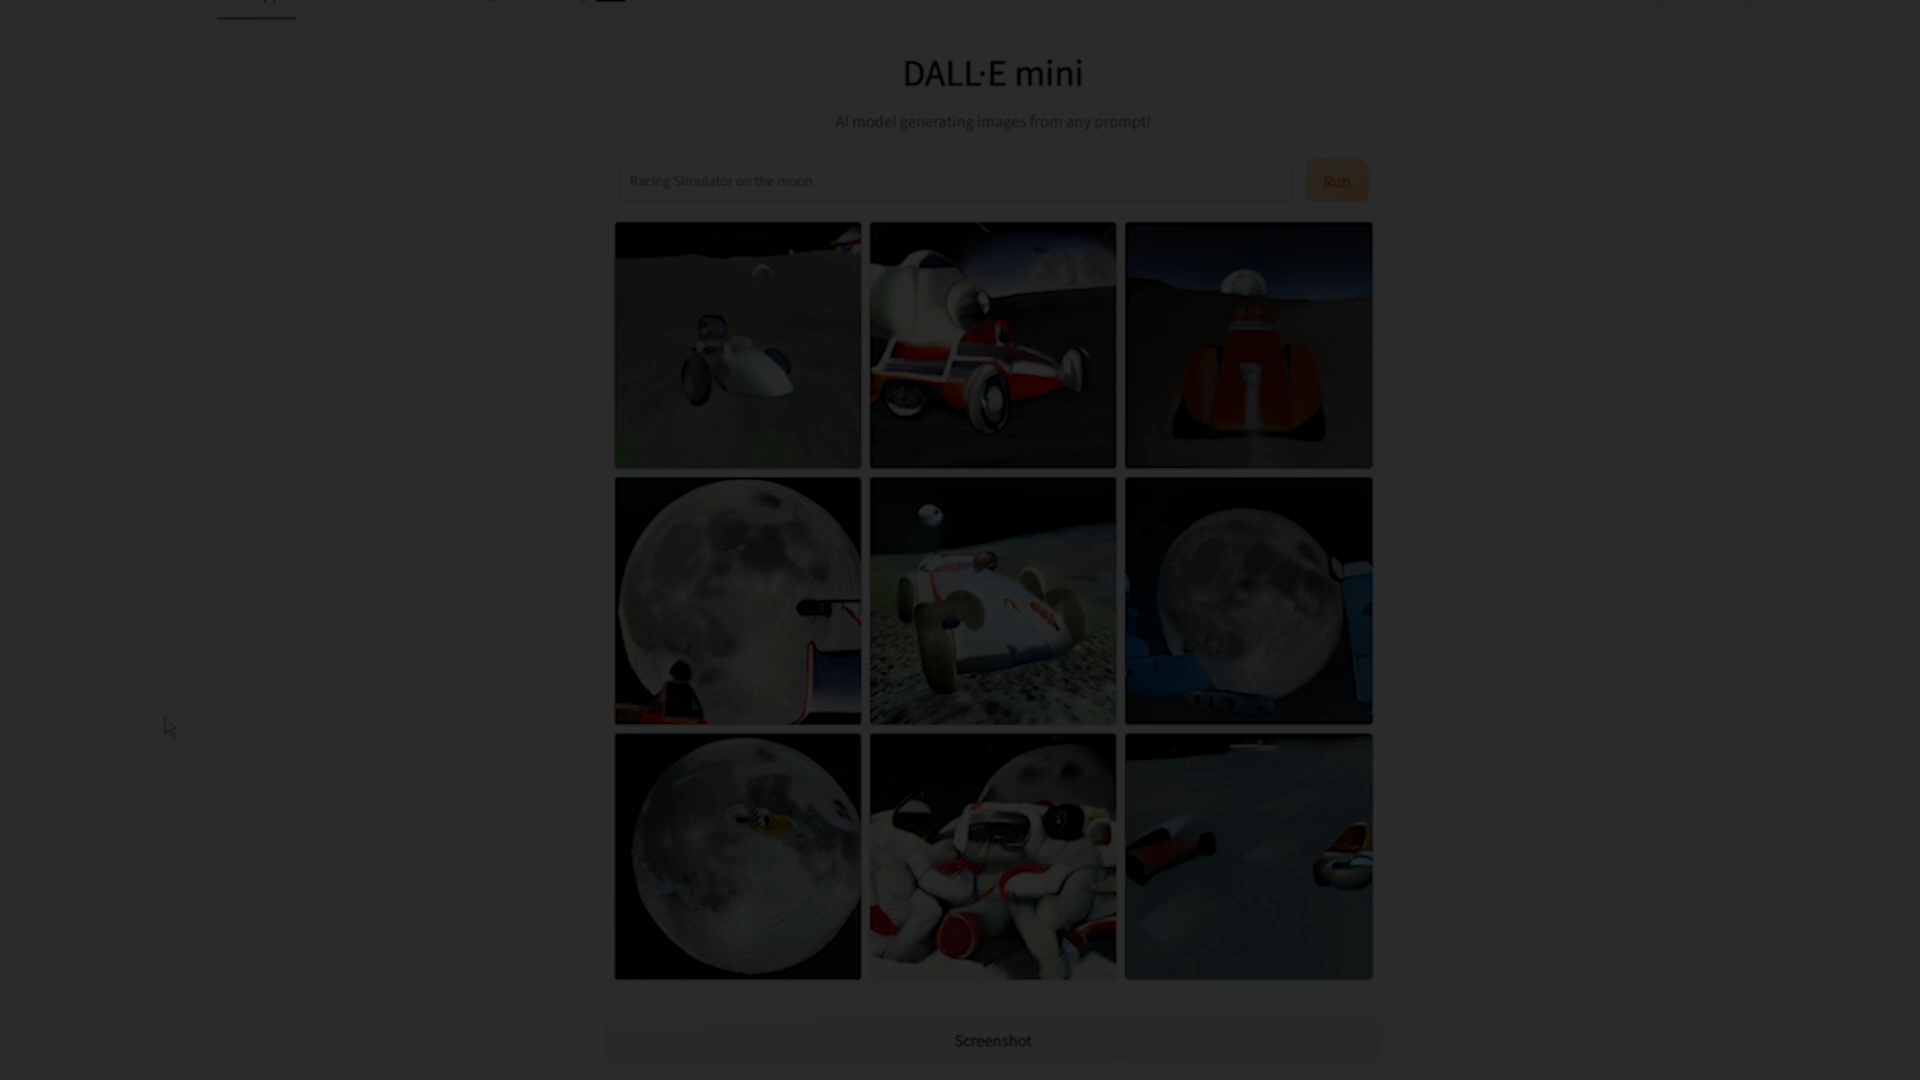 DALL·E mini
AI model generating images from any prompt!
Racing Simulator on the moon
Run
Screenshot